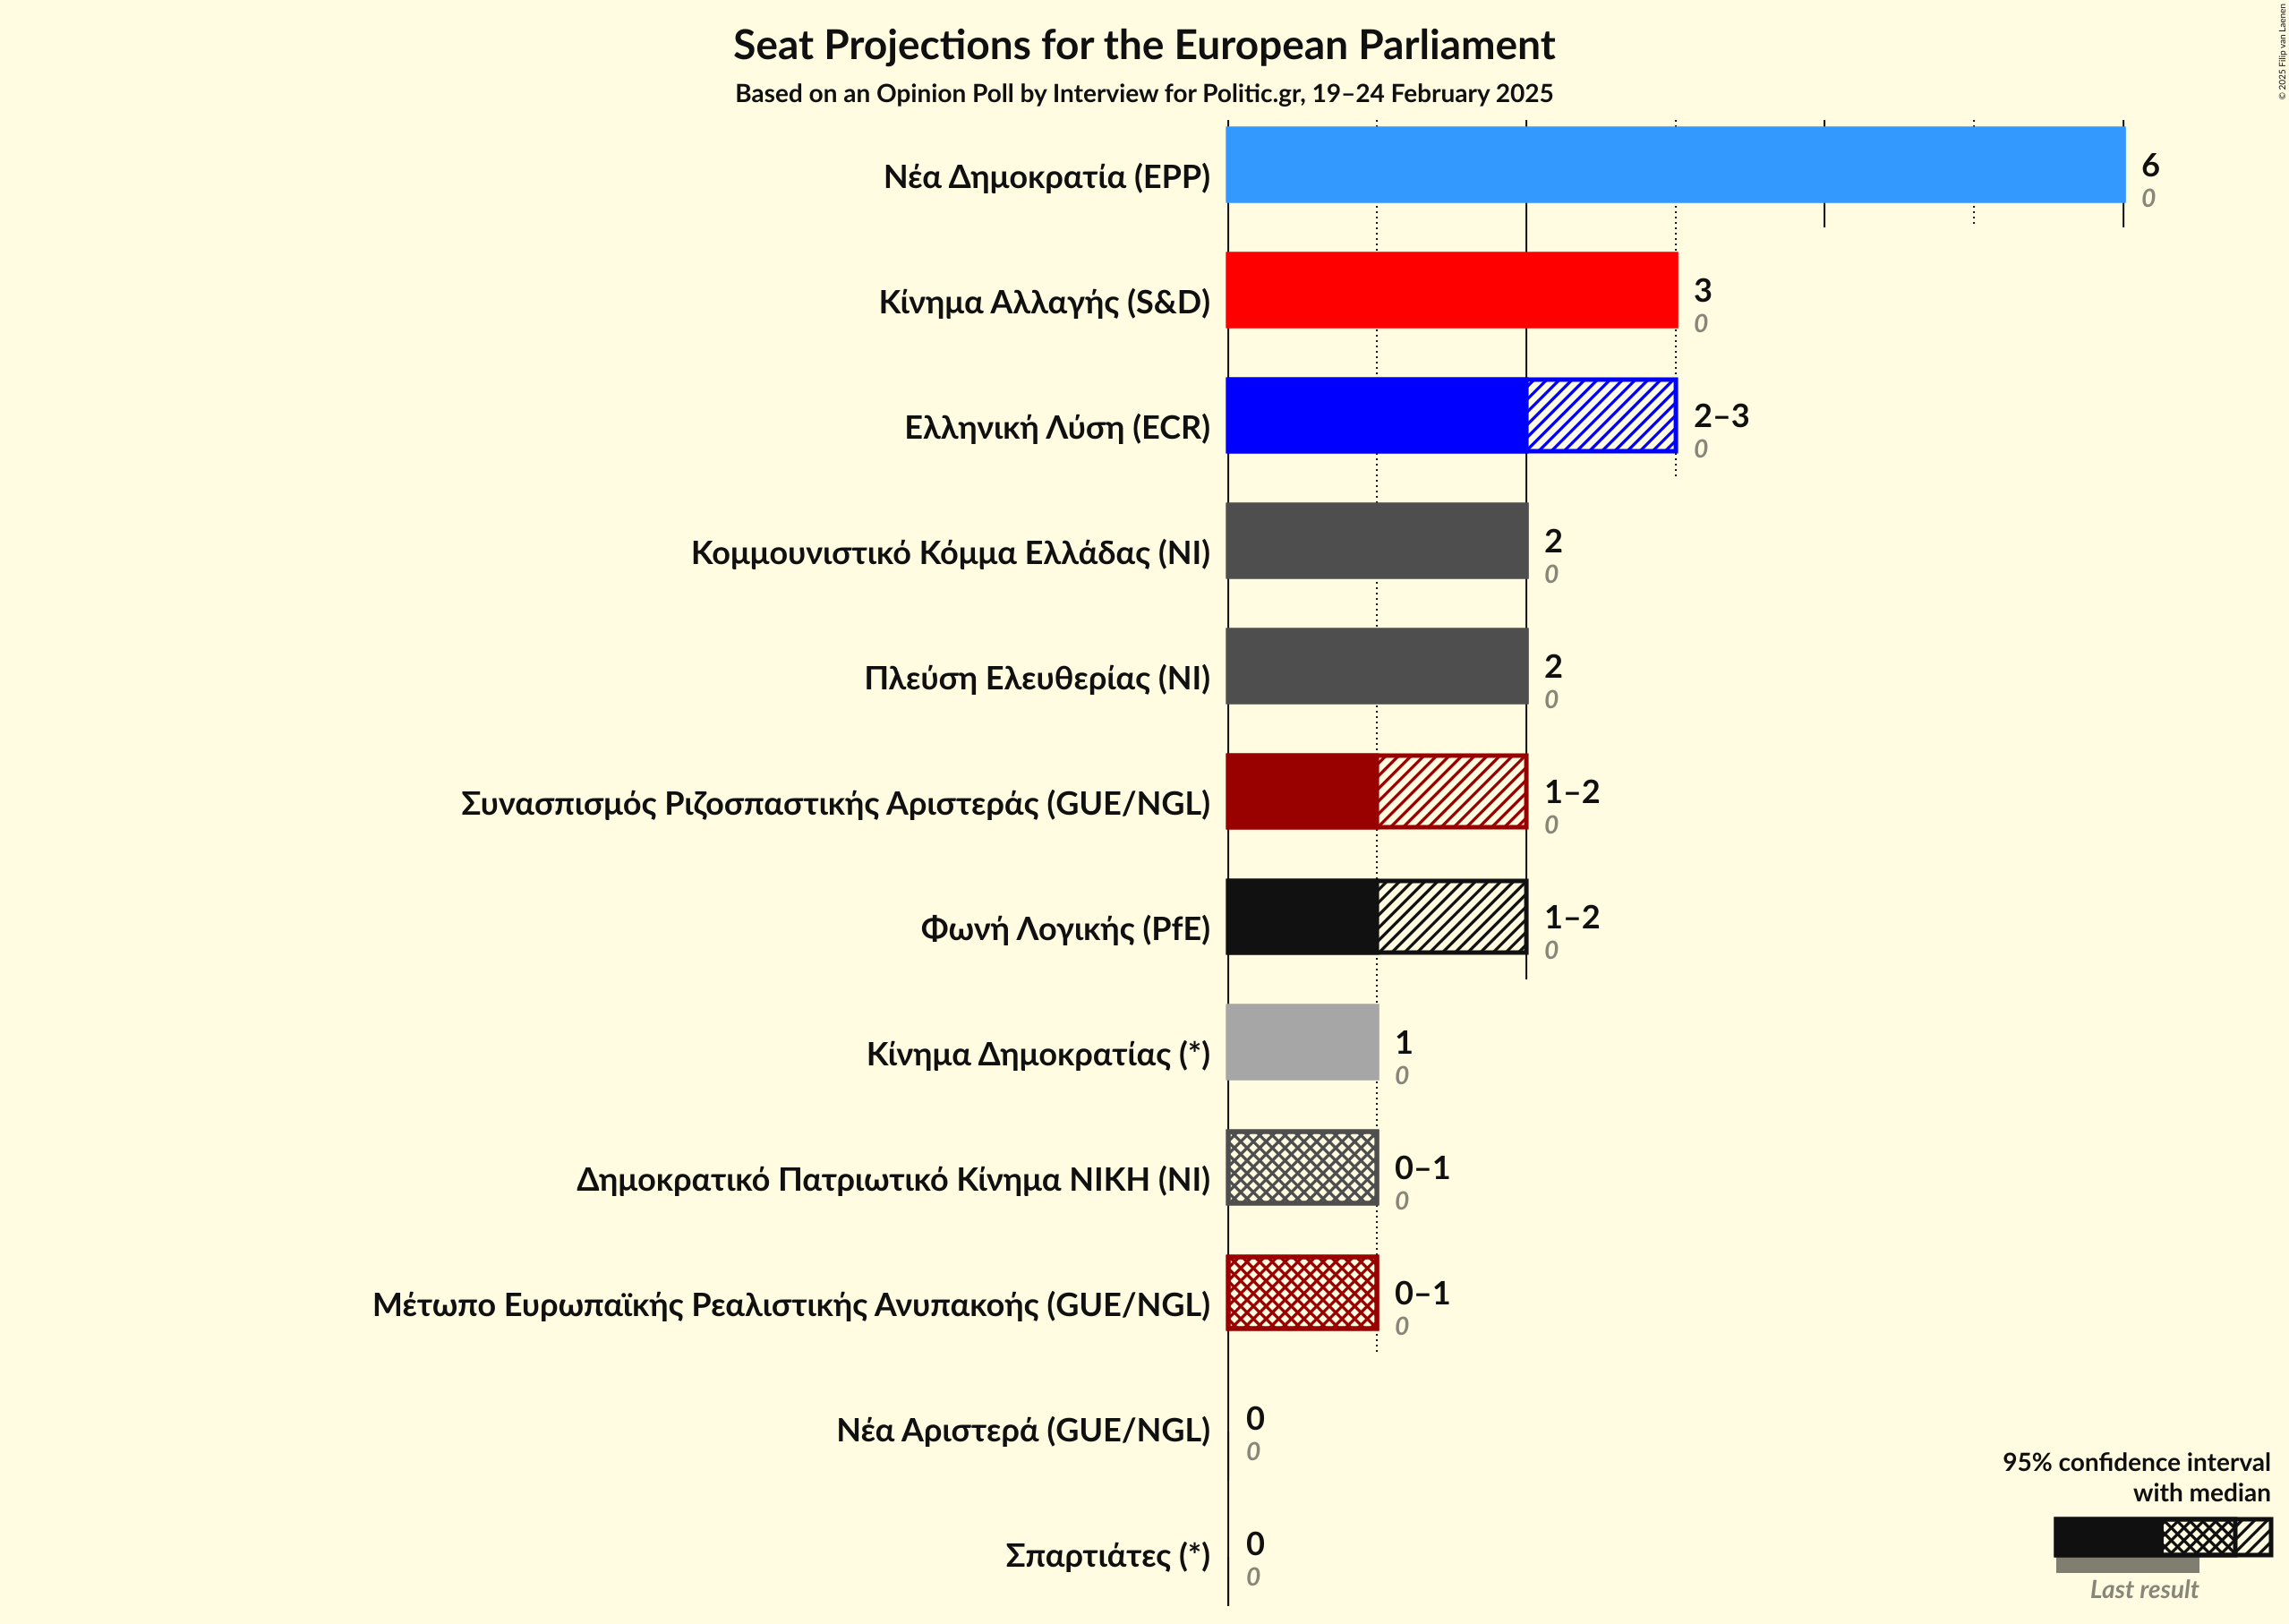 Seat Projections for the European Parliament
Based on an Opinion Poll by Interview for Politic.gr, 19–24 February 2025
© 2025 Filip van Laenen
Νέα Δημοκρατία (EPP)
6
0
Κίνημα Αλλαγής (S&D)
3
0
Ελληνική Λύση (ECR)
2–3
0
Κομμουνιστικό Κόμμα Ελλάδας (NI)
2
0
Πλεύση Ελευθερίας (NI)
2
0
Συνασπισμός Ριζοσπαστικής Αριστεράς (GUE/NGL)
1–2
0
Φωνή Λογικής (PfE)
1–2
0
Κίνημα Δημοκρατίας (*)
1
0
Δημοκρατικό Πατριωτικό Κίνημα ΝΙΚΗ (NI)
0–1
0
Μέτωπο Ευρωπαϊκής Ρεαλιστικής Ανυπακοής (GUE/NGL)
0–1
0
Νέα Αριστερά (GUE/NGL)
0
0
Σπαρτιάτες (*)
0
0
95% confidence interval
with median
Last result